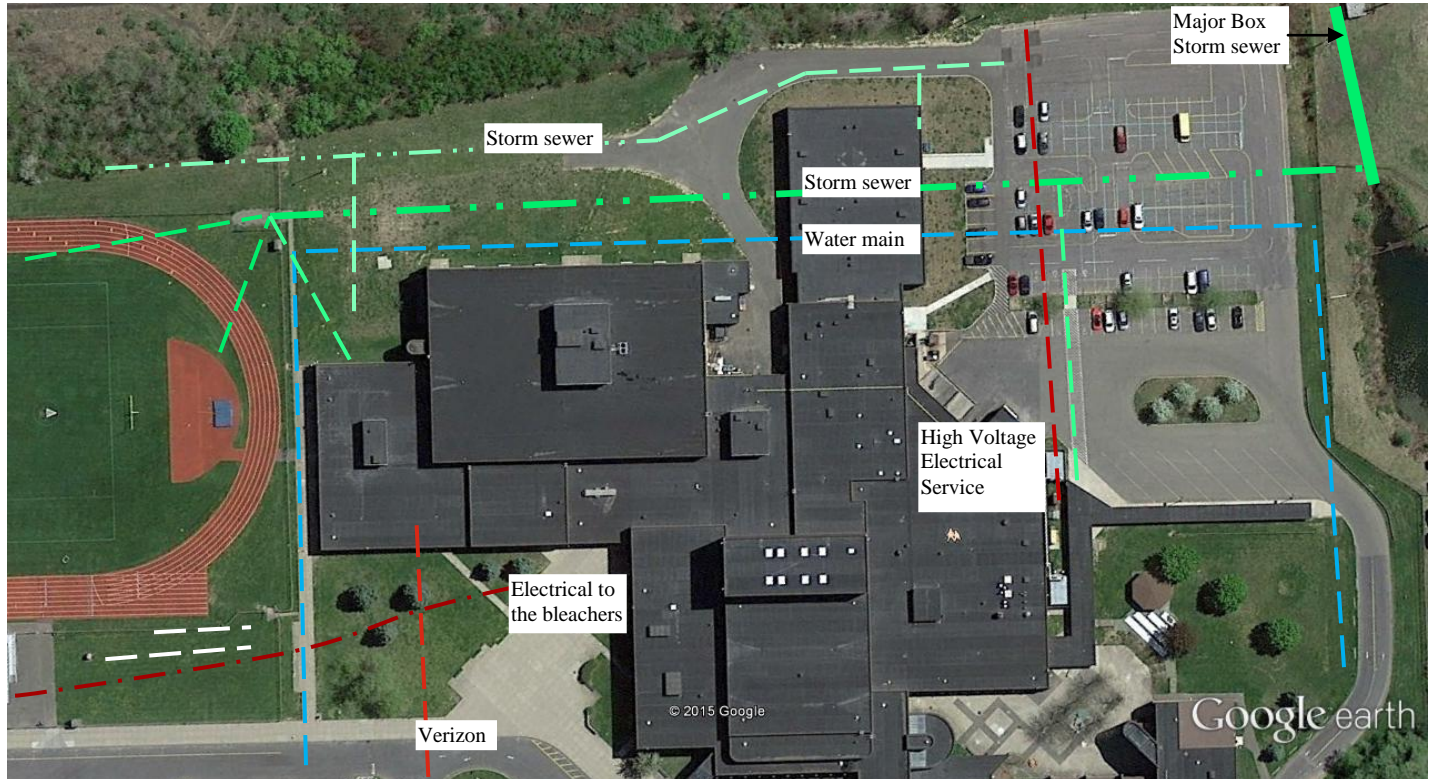 Major Box
Storm sewer
Storm sewer
Storm sewer
Water main
High Voltage
Electrical
Service
Electrical to
the bleachers
Verizon
© 2015 Google
Google earth